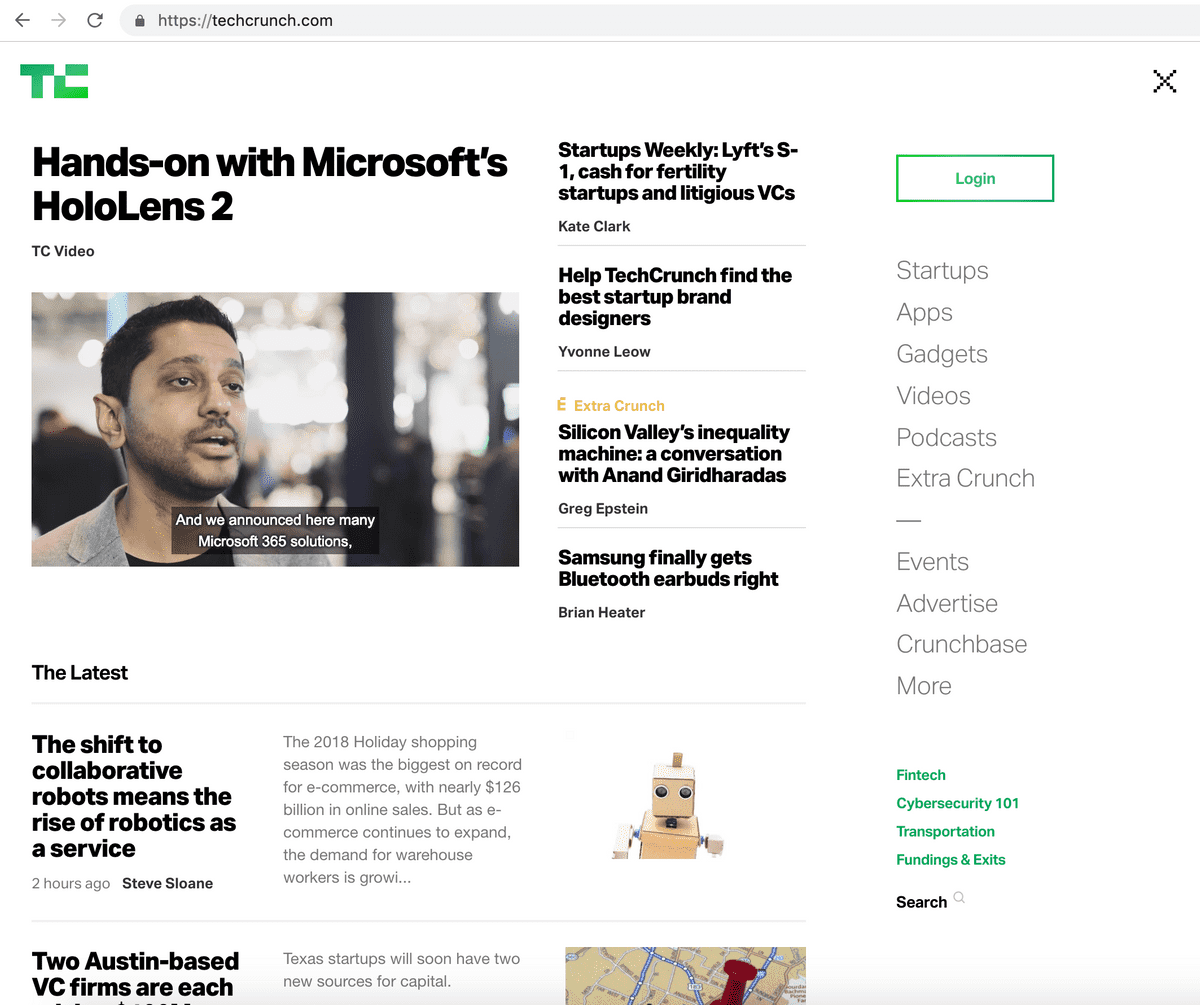 https://techcrunch.com
TC
Hands-on with Microsoft's
HoloLens 2
TC Video
And we announced here many
Microsoft 365 solutions,
Startups Weekly: Lyft's S-
1, cash for fertility
startups and litigious VCs
Kate Clark
Help TechCrunch find the
best startup brand
designers
Yvonne Leow
Extra Crunch
Silicon Valley's inequality
machine: a conversation
with Anand Giridharadas
Greg Epstein
Samsung finally gets
Bluetooth earbuds right
Brian Heater
Login
Startups
Apps
Gadgets
Videos
Podcasts
Extra Crunch
—
Events
Advertise
Crunchbase
More
Fintech
Cybersecurity 101
Transportation
Fundings & Exits
Search
The Latest
The shift to
collaborative
robots means the
rise of robotics as
a service
2 hours ago Steve Sloane
The 2018 Holiday shopping
season was the biggest on record
for e-commerce, with nearly $126
billion in online sales. But as e-
commerce continues to expand,
the demand for warehouse
workers is growi...
Two Austin-based
VC firms are each
Texas startups will soon have two
new sources for capital.
183